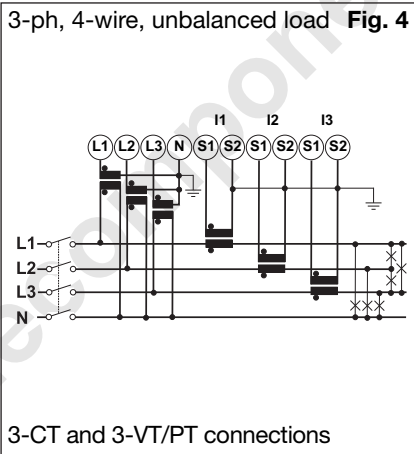 3-ph, 4-wire, unbalanced load Fig. 4
I1 I2 I3
L1 L2 L3 N S1 S2 S1 S2 S1 S2
L1
L2
L3
N
3-CT and 3-VT/PT connections